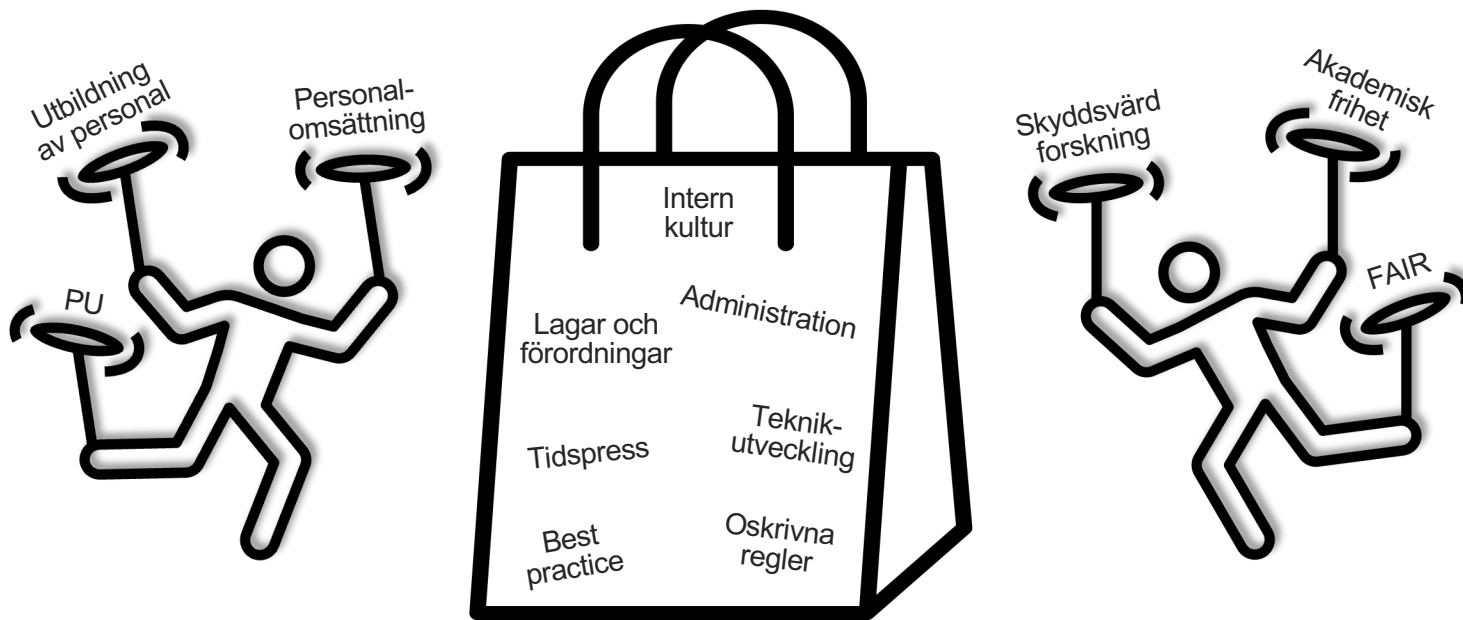 Utbildning
av personal
Personal-
omsättning
PU
Intern
kultur
Administration
Lagar och
förordningar
Teknik-
utveckling
Tidspress
Best
practice
Oskrivna
regler
Skyddsvärd
forskning
Akademisk
frihet
FAIR